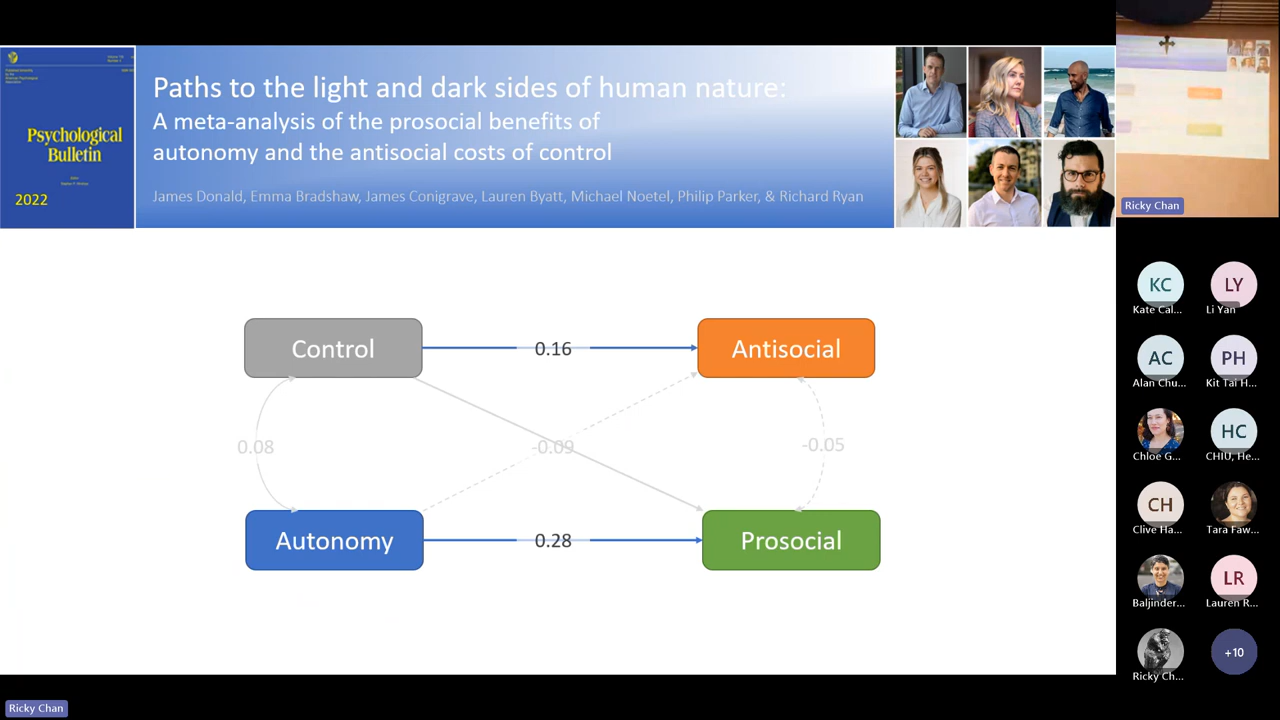 Psychological
Bulletin
2022
Paths to the light and dark sides of human nature:
A meta-analysis of the prosocial benefits of
autonomy and the antisocial costs of control
James Donald, Emma Bradshaw, James Conigrave, Lauren Byatt, Michael Noetel, Philip Parker, & Richard Ryan
Control
0.16
Antisocial
0.08
-0.09
-0.05
Autonomy
0.28
Prosocial
Ricky Chan
KC
Kate Cal...
LY
Li Yan
AC
Alan Chu...
PH
Kit Tai H...
Chloe G...
HC
CHIU, He...
CH
Clive Ha...
Tara Faw...
Baljinder...
LR
Lauren R...
Ricky Ch...
+10
Ricky Chan